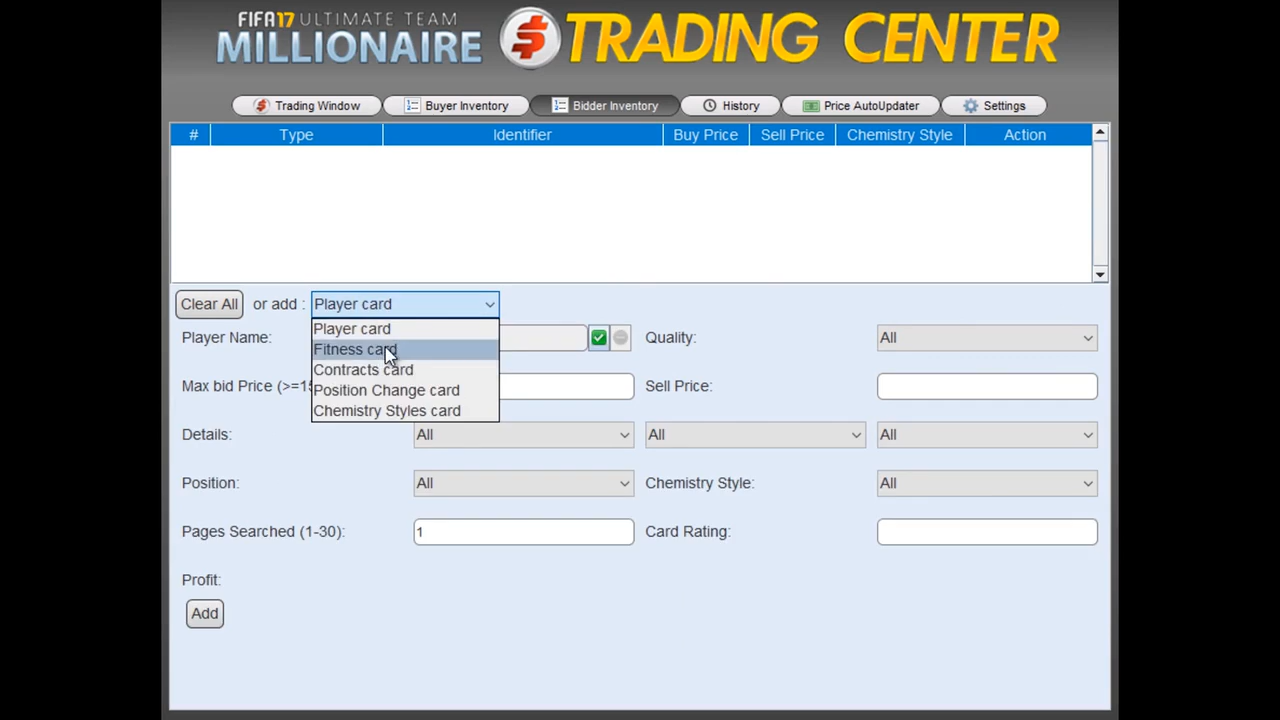 FIFA17 ULTIMATE TEAM
MILLIONAIRE
TRADING CENTER
Trading Window Buyer Inventory Bidder Inventory History Price AutoUpdater Settings
# Type Identifier Buy Price Sell Price Chemistry Style Action
Clear All or add : Player card
Player card
Fitness card
Contracts card
Position Change card
Chemistry Styles card
Player Name: Quality: All
Max bid Price (>=15 Sell Price:
Details: All All All
Position: All Chemistry Style: All
Pages Searched (1-30): 1 Card Rating:
Profit:
Add